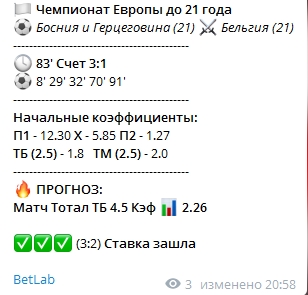 Чемпионат Европы до 21 года
Босния и Герцеговина (21) ⚔ Бельгия (21)
-------------------------------------------
83' Счет 3:1
8' 29' 32' 70' 91'
-------------------------------------------
Начальные коэффициенты:
П1 - 12.30 Х - 5.85 П2 - 1.27
ТБ (2.5) - 1.8 ТМ (2.5) - 2.0
-------------------------------------------
ПРОГНОЗ:
Матч Тотал ТБ 4.5 Кэф 📊 2.26
✅✅✅ (3:2) Ставка зашла
BetLab
3 изменено 20:58